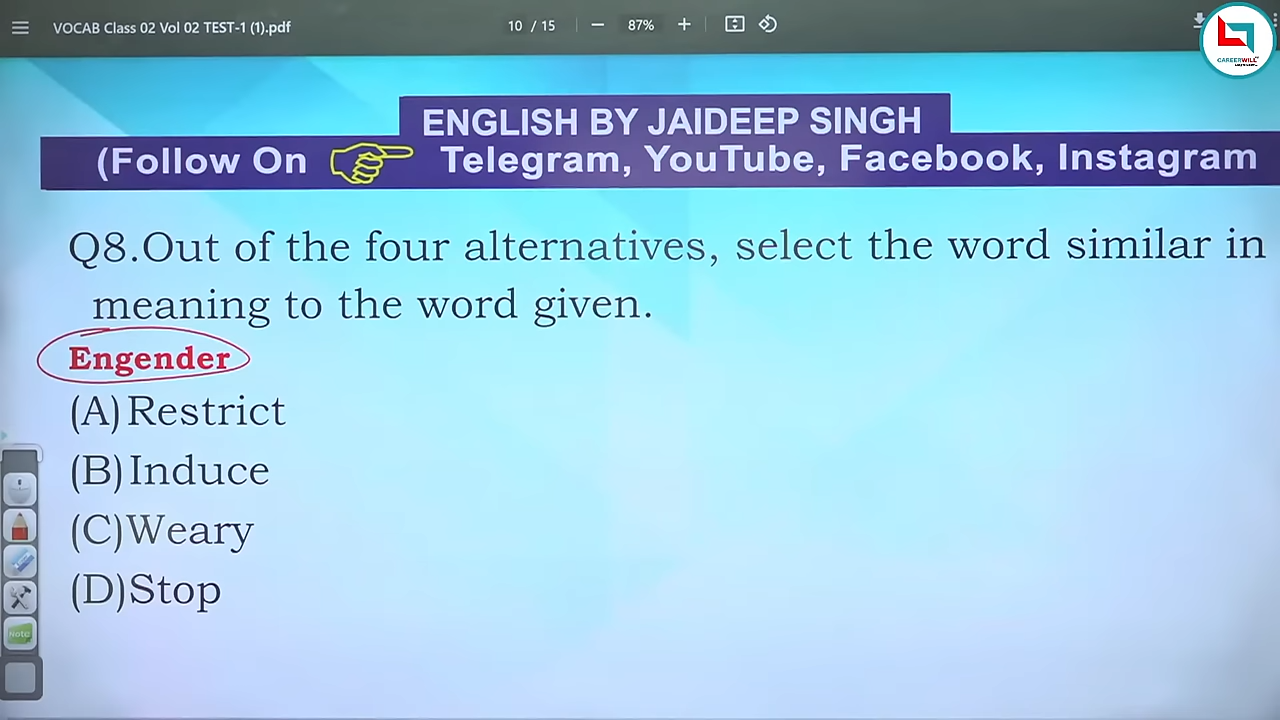 VOCAB Class 02 Vol 02 TEST-1 (1).pdf
10 / 15
87%
CAREERWILL
ENGLISH BY JAIDEEP SINGH
(Follow On Telegram, YouTube, Facebook, Instagram
Q8.Out of the four alternatives, select the word similar in
meaning to the word given.
Engender
(A)Restrict
(B)Induce
(C)Weary
(D)Stop
Note